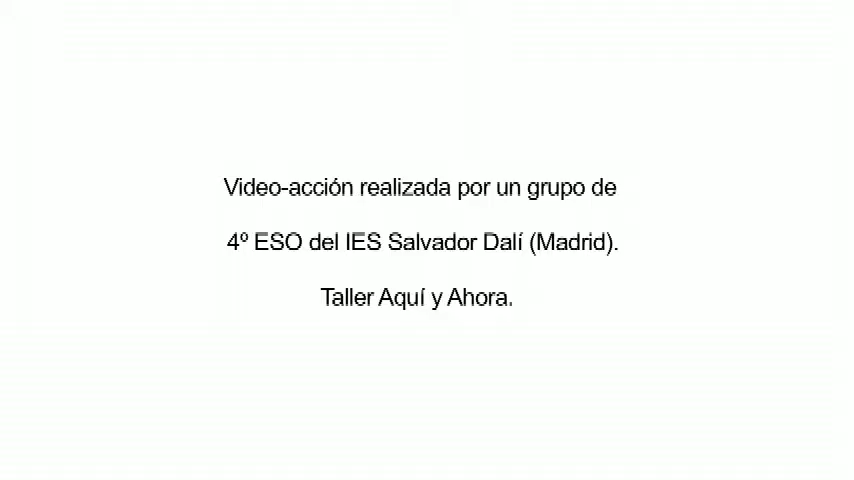 Video-acción realizada por un grupo de
4º ESO del IES Salvador Dalí (Madrid).
Taller Aquí y Ahora.